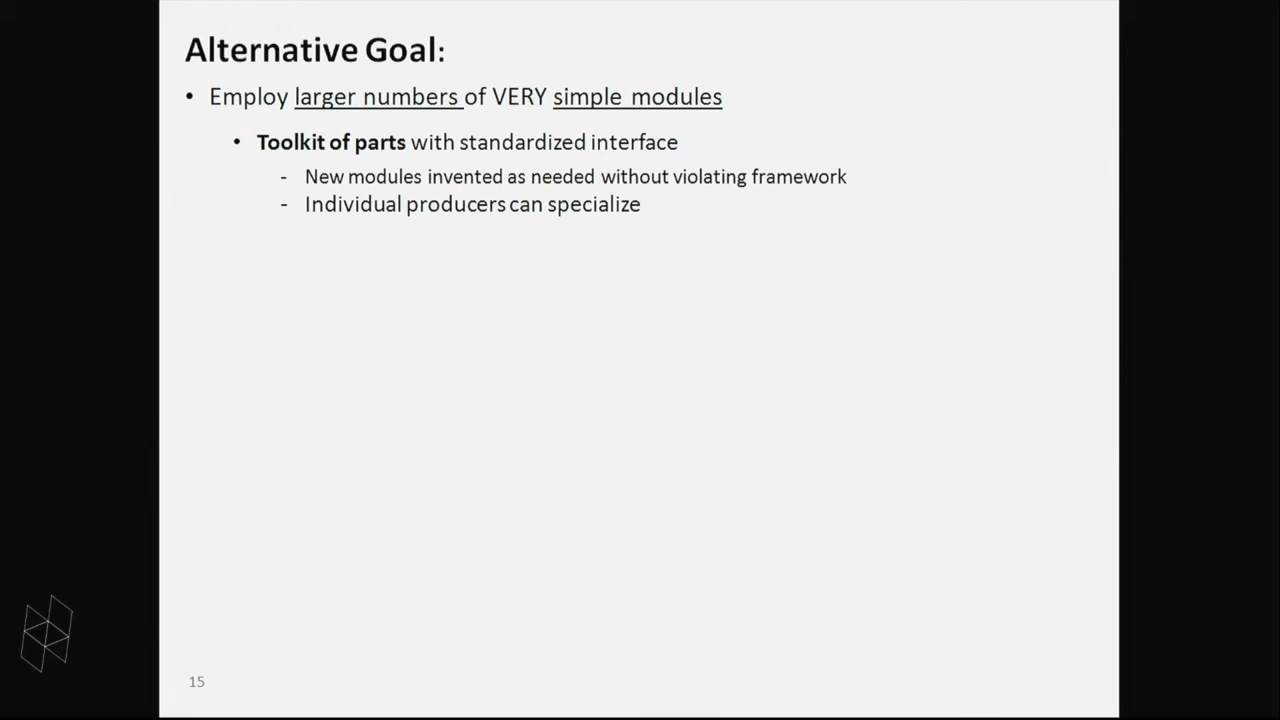 Alternative Goal:
• Employ larger numbers of VERY simple modules
• Toolkit of parts with standardized interface
- New modules invented as needed without violating framework
- Individual producers can specialize
15